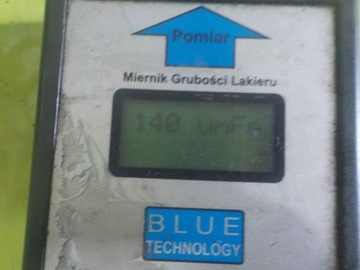 Pomiar
Miernik Grubości Lakieru
140 umFe
BLUE
TECHNOLOGY